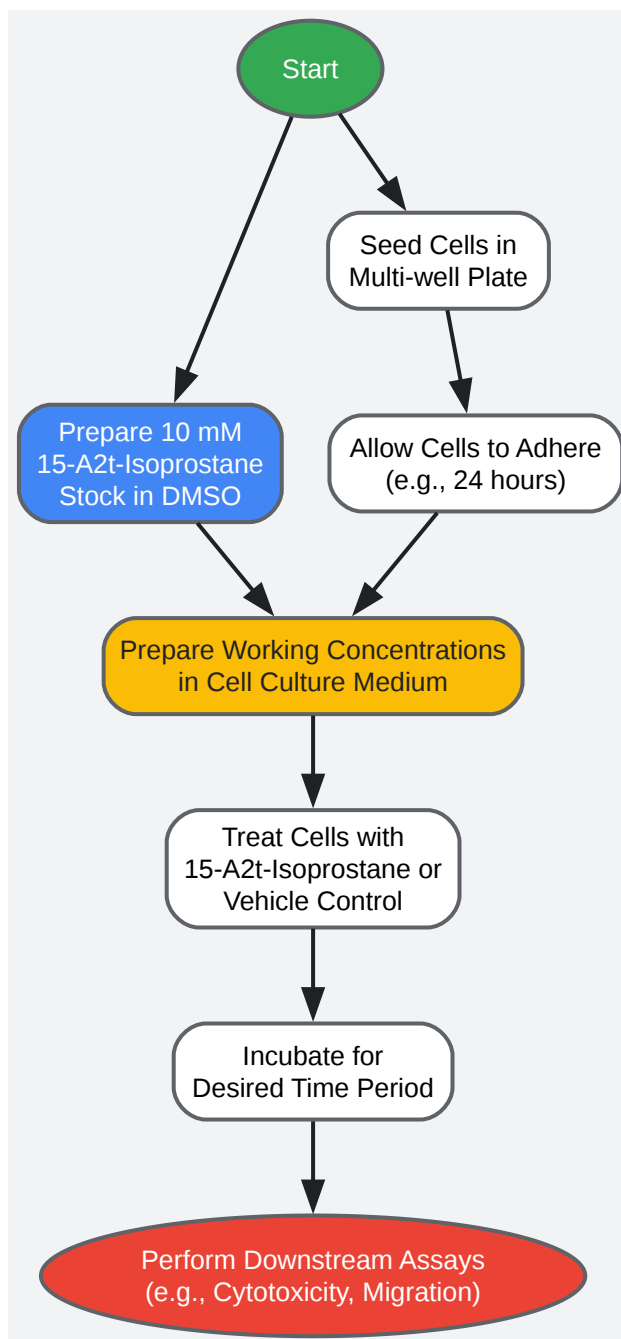 Start
Seed Cells in
Multi-well Plate
Prepare 10 mM
15-A2t-Isoprostane
Stock in DMSO
Allow Cells to Adhere
(e.g., 24 hours)
Prepare Working Concentrations
in Cell Culture Medium
Treat Cells with
15-A2t-Isoprostane or
Vehicle Control
Incubate for
Desired Time Period
Perform Downstream Assays
(e.g., Cytotoxicity, Migration)